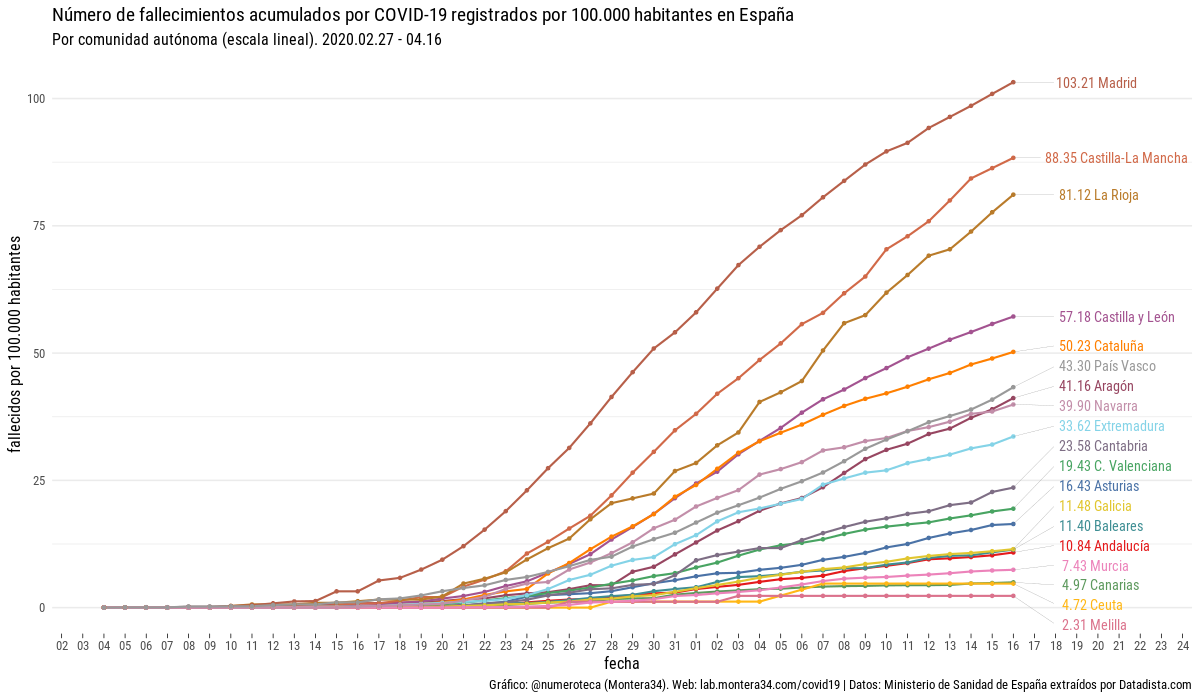 Número de fallecimientos acumulados por COVID-19 registrados por 100.000 habitantes en España
Por comunidad autónoma (escala lineal). 2020.02.27 - 04.16
fallecidos por 100.000 habitantes
100
75
50
25
0
103.21 Madrid
88.35 Castilla-La Mancha
81.12 La Rioja
57.18 Castilla y León
50.23 Cataluña
43.30 País Vasco
41.16 Aragón
39.90 Navarra
33.62 Extremadura
23.58 Cantabria
19.43 C. Valenciana
16.43 Asturias
11.48 Galicia
11.40 Baleares
10.84 Andalucía
7.43 Murcia
4.97 Canarias
4.72 Ceuta
2.31 Melilla
02 03 04 05 06 07 08 09 10 11 12 13 14 15 16 17 18 19 20 21 22 23 24 25 26 27 28 29 30 31 01 02 03 04 05 06 07 08 09 10 11 12 13 14 15 16 17 18 19 20 21 22 23 24
fecha
Gráfico: @numeroteca (Montera34). Web: lab.montera34.com/covid19 | Datos: Ministerio de Sanidad de España extraídos por Datadista.com